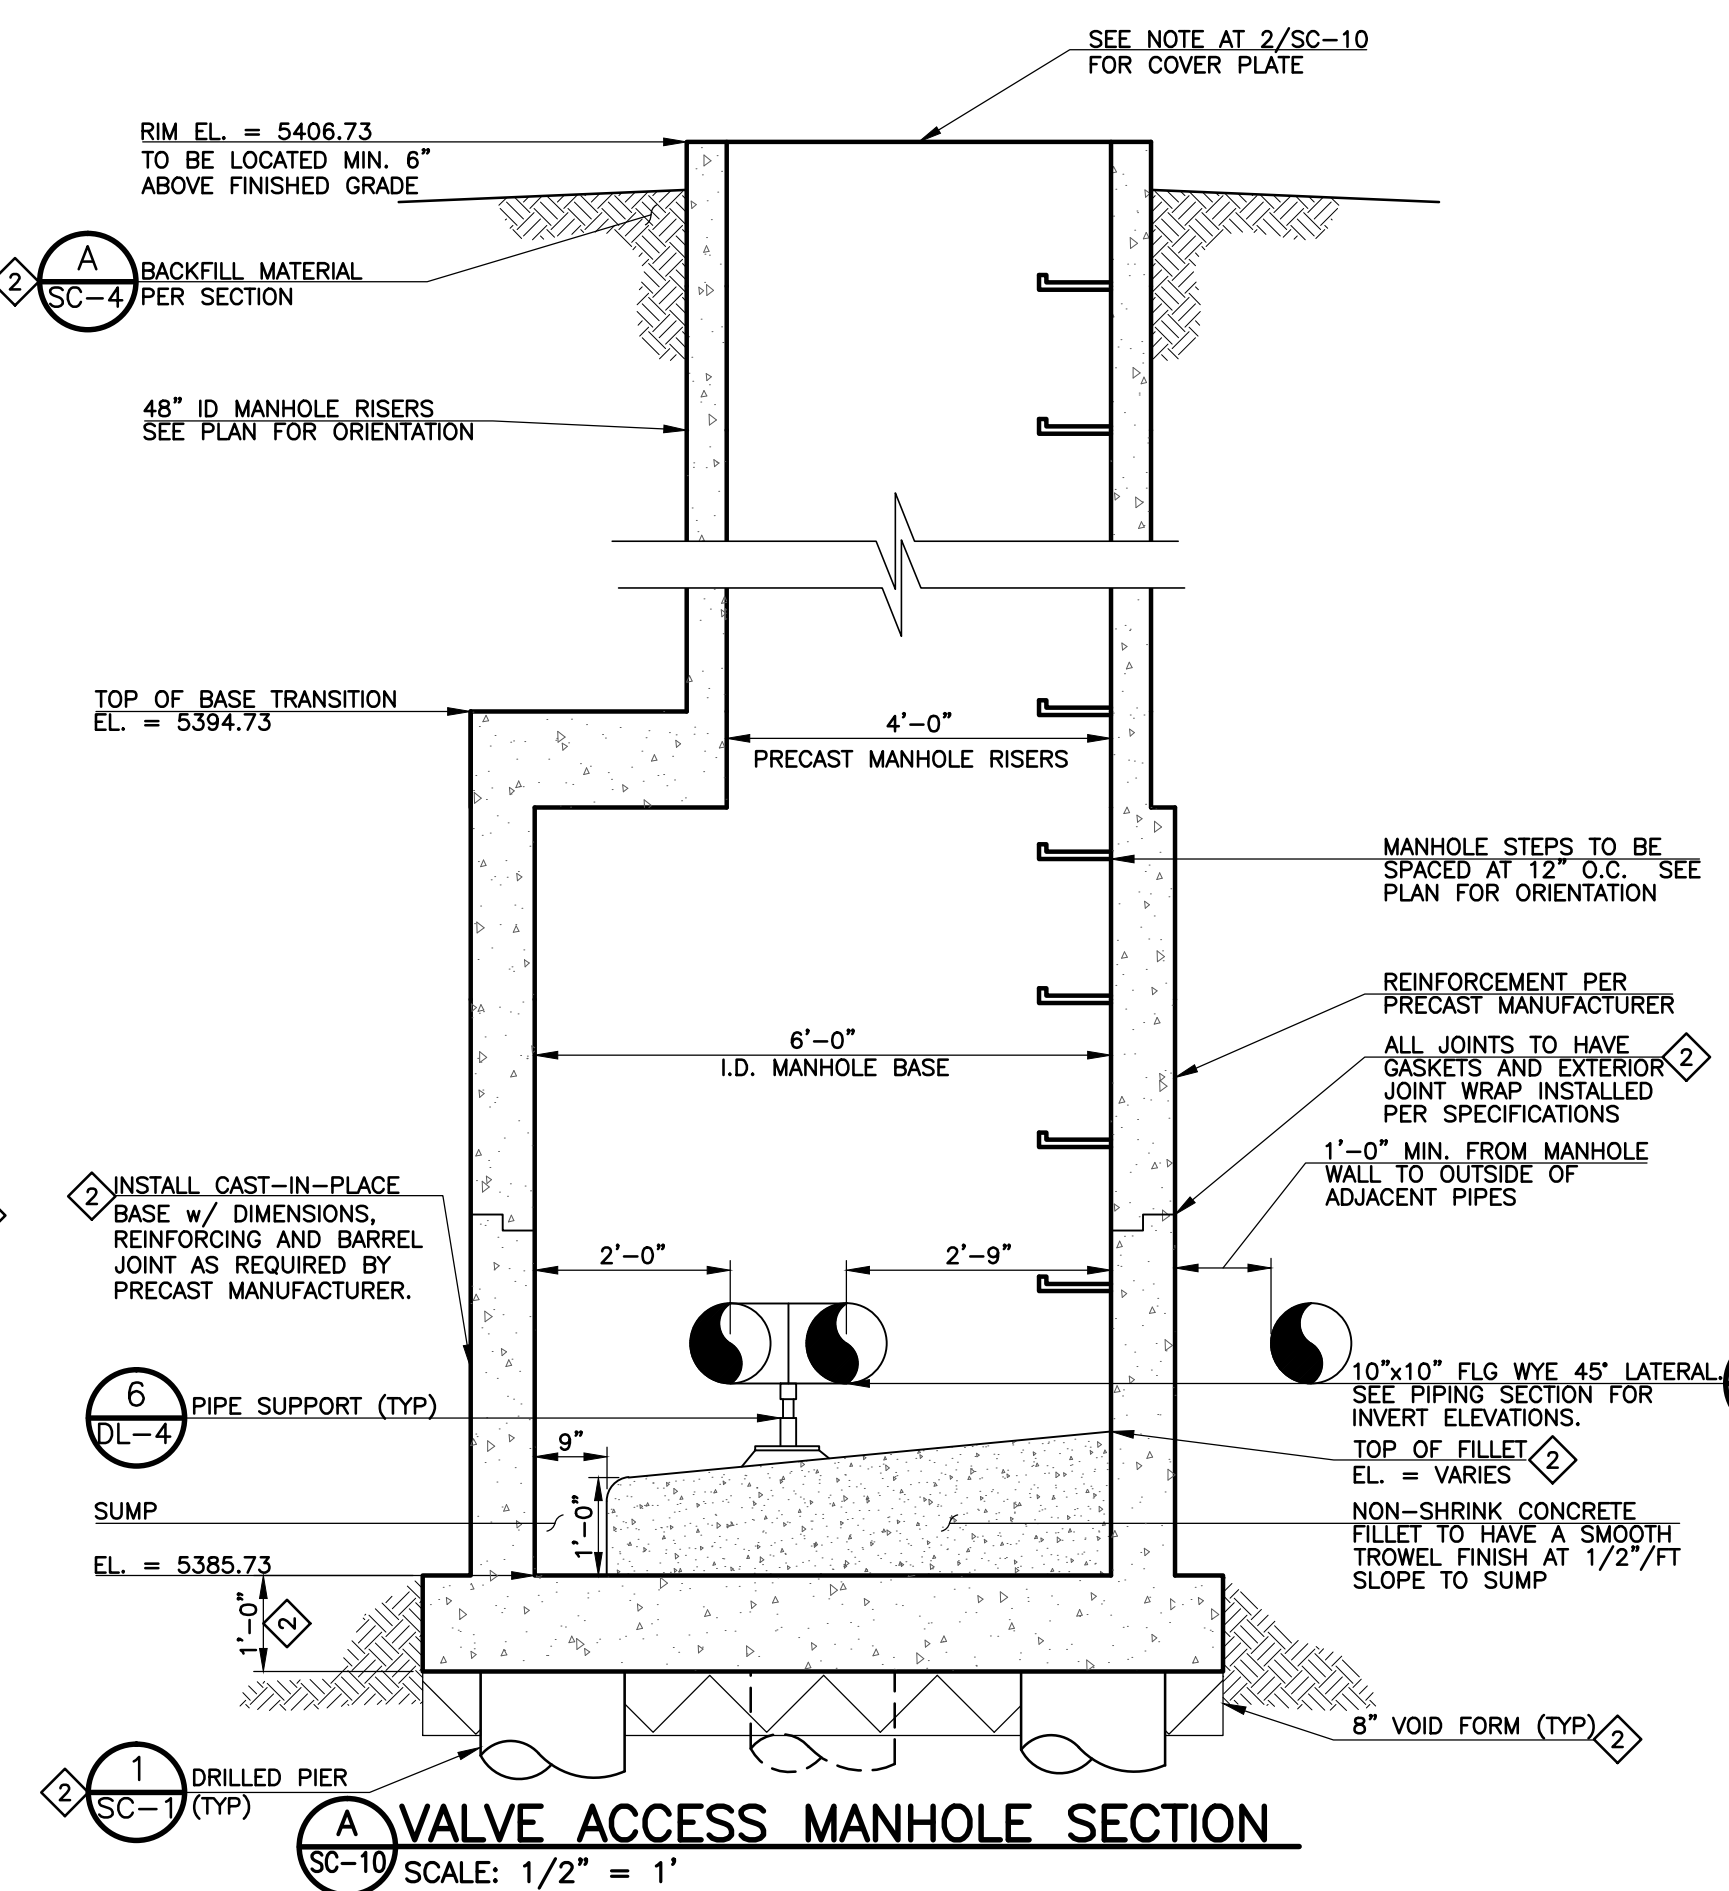 SEE NOTE AT 2/SC-10
FOR COVER PLATE
RIM EL. = 5406.73
TO BE LOCATED MIN. 6"
ABOVE FINISHED GRADE
2
A
SC-4
BACKFILL MATERIAL
PER SECTION
48" ID MANHOLE RISERS
SEE PLAN FOR ORIENTATION
TOP OF BASE TRANSITION
EL. = 5394.73
4'-0"
PRECAST MANHOLE RISERS
MANHOLE STEPS TO BE
SPACED AT 12" O.C. SEE
PLAN FOR ORIENTATION
REINFORCEMENT PER
PRECAST MANUFACTURER
6'-0"
I.D. MANHOLE BASE
ALL JOINTS TO HAVE
GASKETS AND EXTERIOR
JOINT WRAP INSTALLED
PER SPECIFICATIONS
2
1'-0" MIN. FROM MANHOLE
WALL TO OUTSIDE OF
ADJACENT PIPES
2
INSTALL CAST-IN-PLACE
BASE w/ DIMENSIONS,
REINFORCING AND BARREL
JOINT AS REQUIRED BY
PRECAST MANUFACTURER.
2'-0"
2'-9"
10"x10" FLG WYE 45° LATERAL.
SEE PIPING SECTION FOR
INVERT ELEVATIONS.
6
DL-4
PIPE SUPPORT (TYP)
9"
TOP OF FILLET
EL. = VARIES
2
SUMP
1'-0"
NON-SHRINK CONCRETE
FILLET TO HAVE A SMOOTH
TROWEL FINISH AT 1/2"/FT
SLOPE TO SUMP
EL. = 5385.73
1'-0"
2
8" VOID FORM (TYP)
2
2
1
SC-1
DRILLED PIER
(TYP)
A
SC-10
VALVE ACCESS MANHOLE SECTION
SCALE: 1/2" = 1'